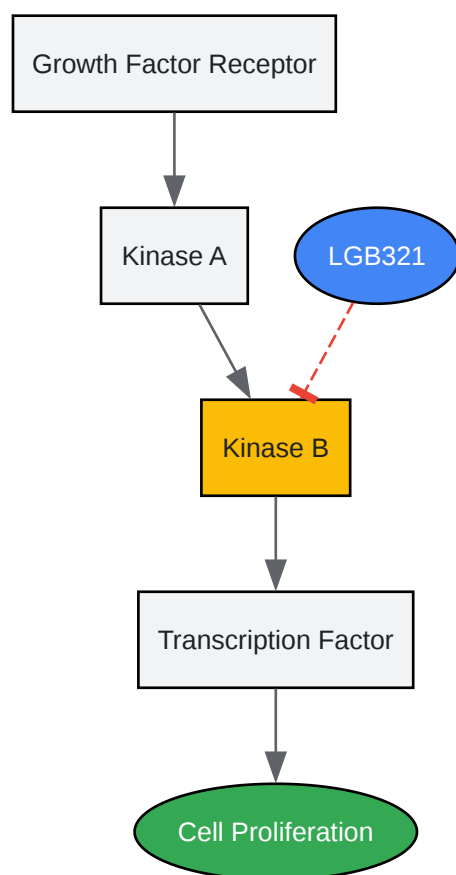 Growth Factor Receptor
Kinase A
LGB321
Kinase B
Transcription Factor
Cell Proliferation